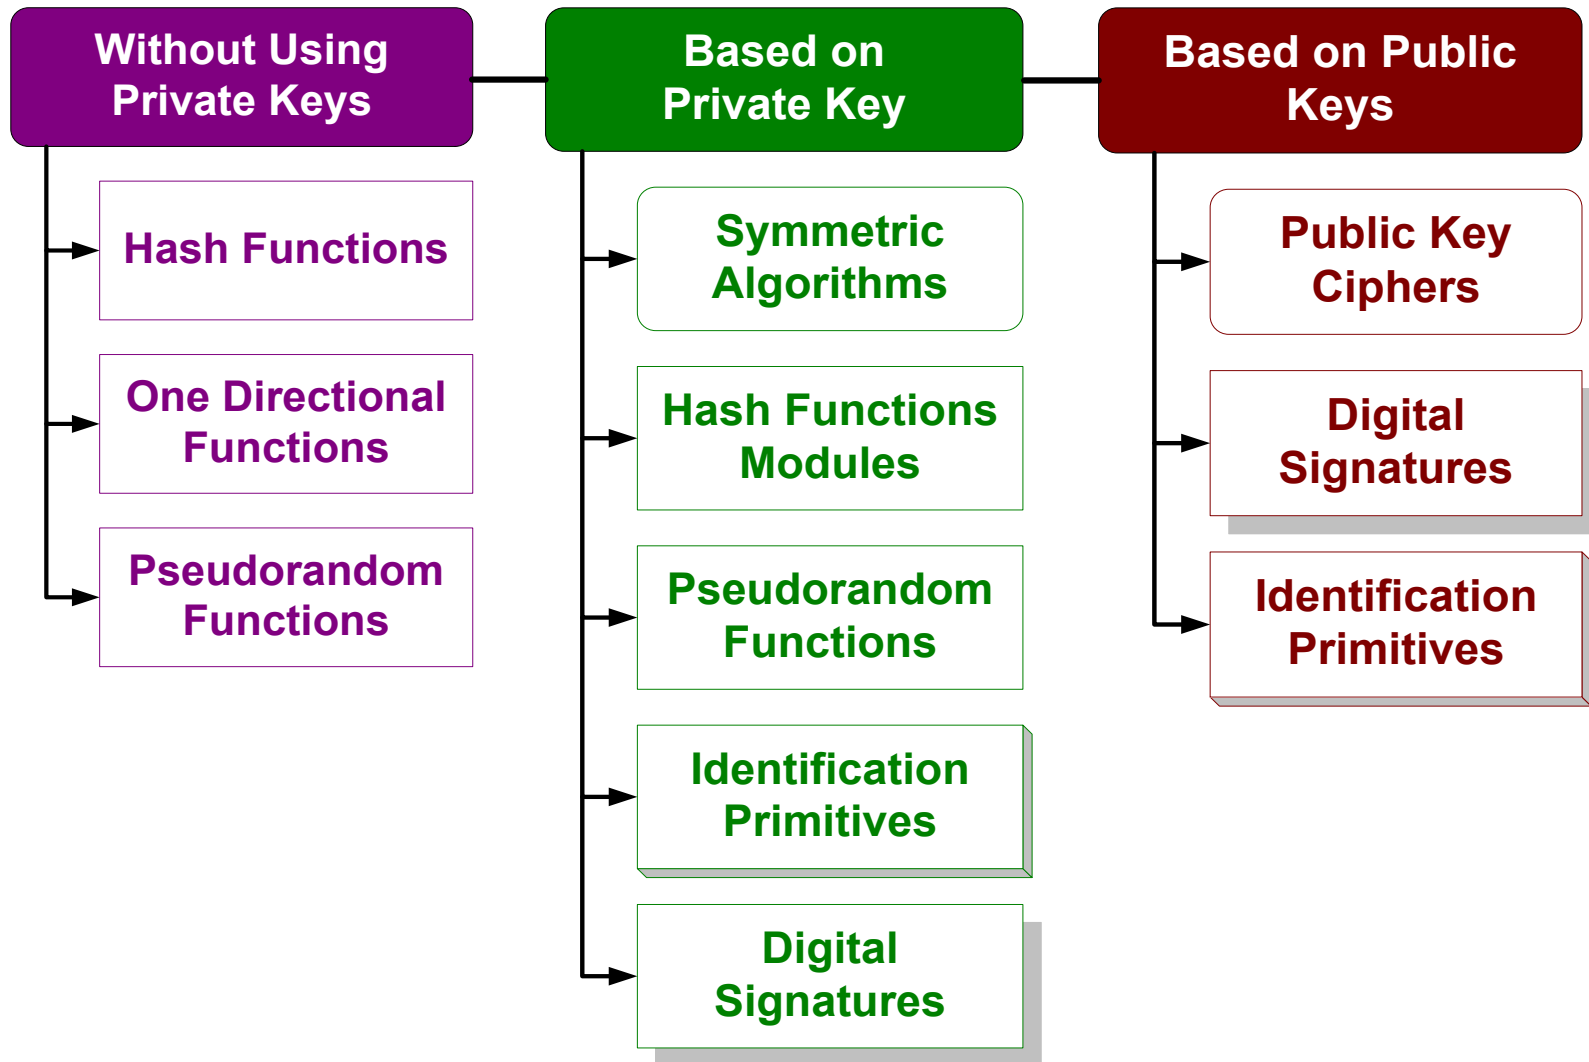 Without Using
Private Keys
Hash Functions
One Directional
Functions
Pseudorandom
Functions
Based on
Private Key
Symmetric
Algorithms
Hash Functions
Modules
Pseudorandom
Functions
Identification
Primitives
Digital
Signatures
Based on Public
Keys
Public Key
Ciphers
Digital
Signatures
Identification
Primitives